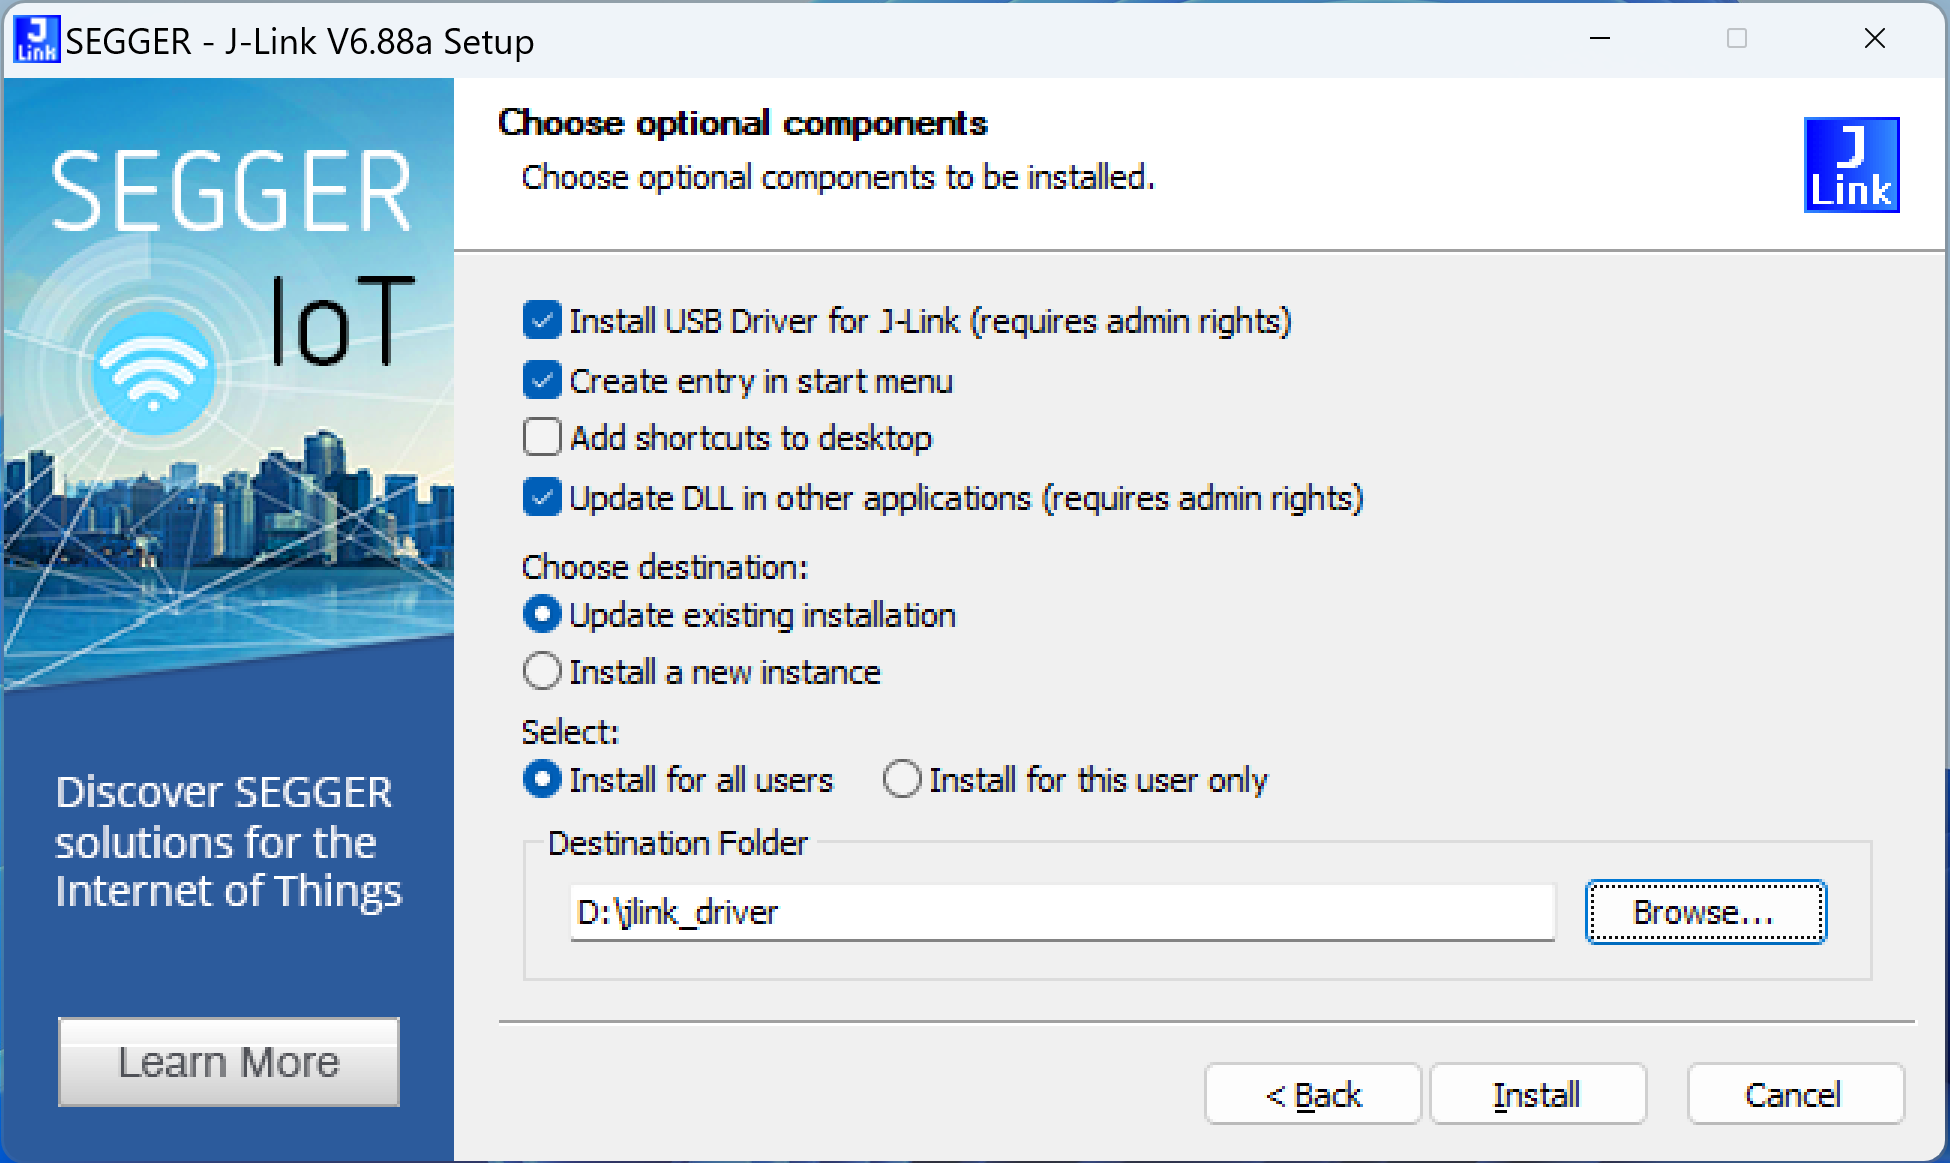 J
Link
SEGGER - J-Link V6.88a Setup
SEGGER
IoT
Discover SEGGER
solutions for the
Internet of Things
Learn More
Choose optional components
Choose optional components to be installed.
J
Link
Install USB Driver for J-Link (requires admin rights)
Create entry in start menu
Add shortcuts to desktop
Update DLL in other applications (requires admin rights)
Choose destination:
Update existing installation
Install a new instance
Select:
Install for all users Install for this user only
Destination Folder
D:\jlink_driver
Browse...
< Back Install Cancel